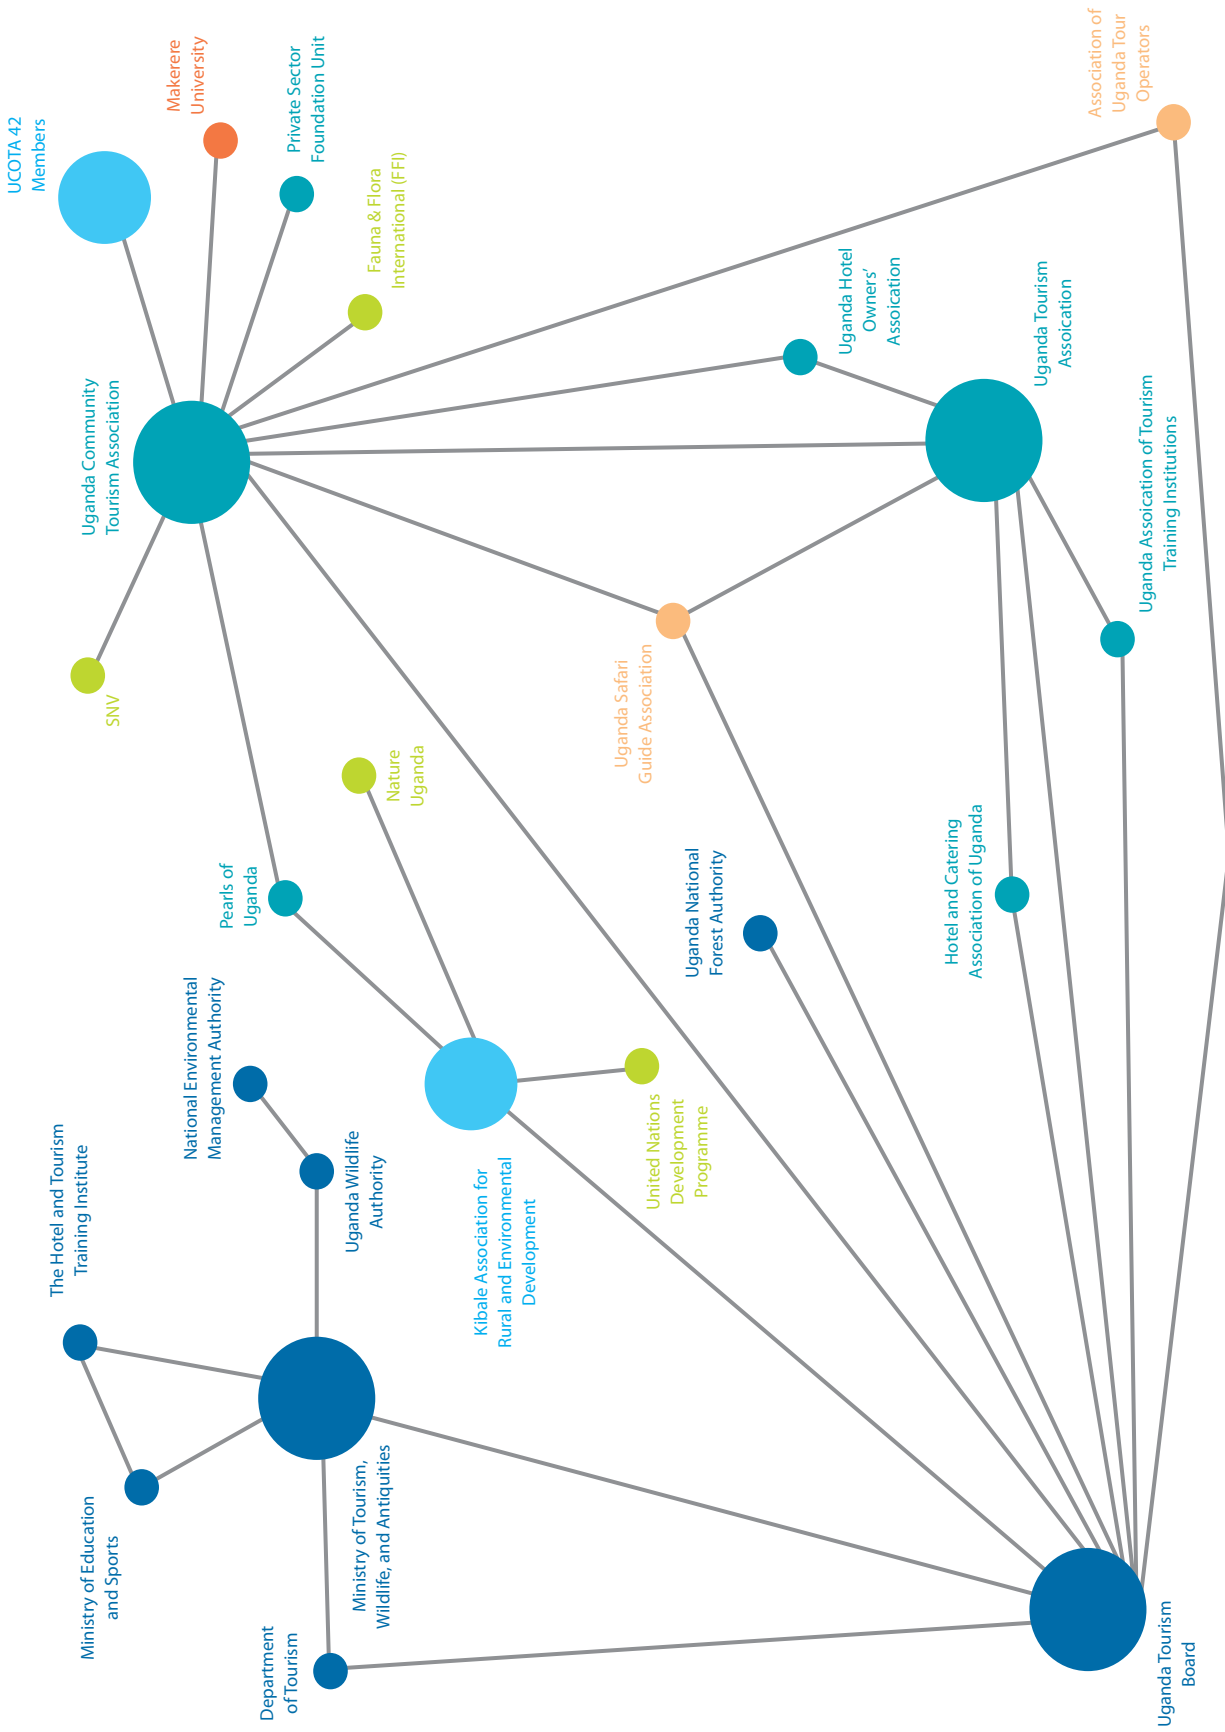 UCOTA 42
Members
The Hotel and Tourism
Training Institute
Ministry of Education
and Sports
SNV
Uganda Community
Tourism Association
Makerere
University
National Environmental
Management Authority
Pearls of
Uganda
Department
of Tourism
Private Sector
Foundation Unit
Uganda Wildlife
Authority
Ministry of Tourism,
Wildlife, and Antiquities
Fauna & Flora
International (FFI)
Nature
Uganda
Kibale Association for
Rural and Environmental
Development
Uganda Safari
Guide Association
United Nations
Development
Programme
Uganda National
Forest Authority
Uganda Hotel
Owners’
Assoication
Hotel and Catering
Association of Uganda
Uganda Tourism
Assoication
Association of
Uganda Tour
Operators
Uganda Assoication of Tourism
Training Institutions
Uganda Tourism
Board